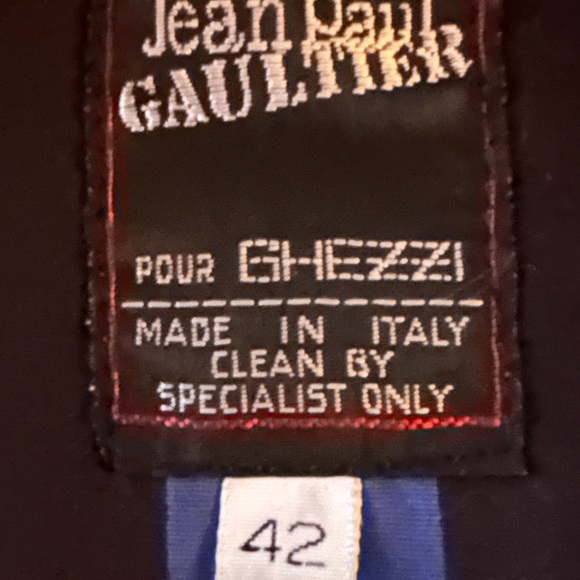 Jean Paul
GAULTIER
POUR GHEZZI
MADE IN ITALY
CLEAN BY
SPECIALIST ONLY
42